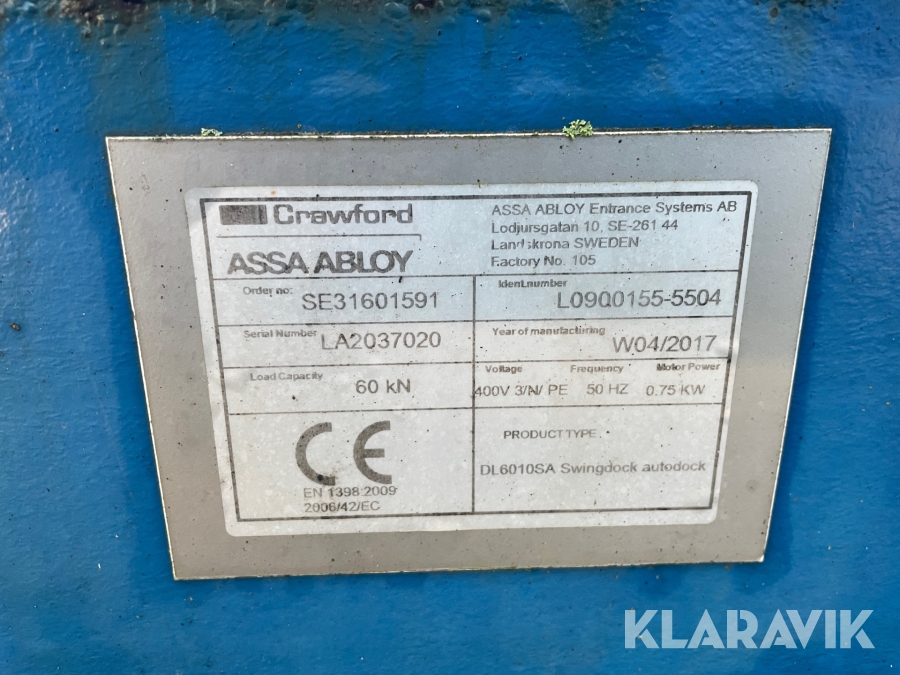 Crawford
ASSA ABLOY
ASSA ABLOY Entrance Systems AB
Lodjursgatan 10, SE-261 44
Landskrona SWEDEN
Factory No. 105
Order no: SE31601591
Ident.number L0900155-5504
Serial Number LA2037020
Year of manufacturing W04/2017
Load Capacity 60 kN
Voltage Frequency Motor Power
400V 3/N/ PE 50 HZ 0.75 KW
CE
EN 1398:2009
2006/42/EC
PRODUCT TYPE
DL6010SA Swingdock autodock
KLARAVIK